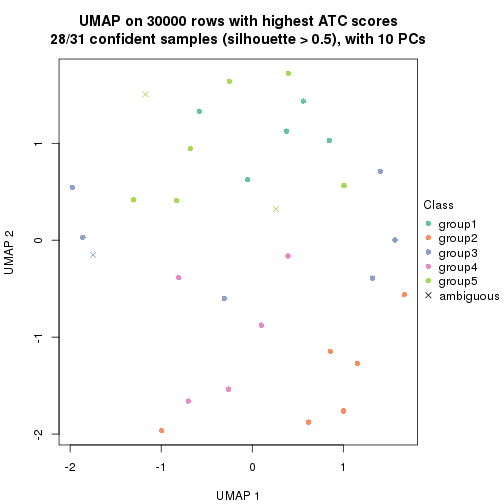 UMAP on 30000 rows with highest ATC scores
28/31 confident samples (silhouette > 0.5), with 10 PCs
UMAP 2
1
0
-1
-2
-2
-1
0
1
UMAP 1
Class
group1
group2
group3
group4
group5
ambiguous